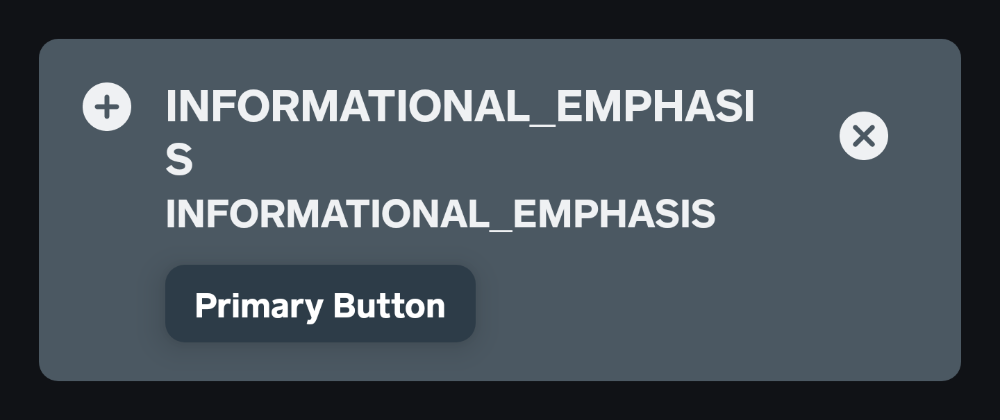 INFORMATIONAL_EMPHASI
S
INFORMATIONAL_EMPHASIS
Primary Button